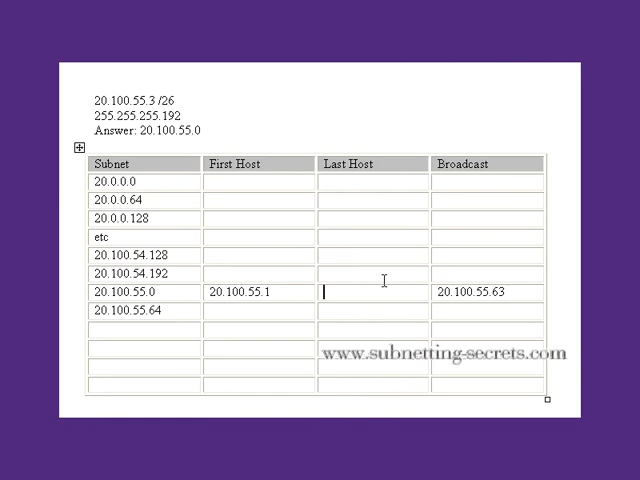 20.100.55.3 /26
255.255.255.192
Answer: 20.100.55.0
Subnet First Host Last Host Broadcast
20.0.0.0
20.0.0.64
20.0.0.128
etc
20.100.54.128
20.100.54.192
20.100.55.0 20.100.55.1 20.100.55.63
20.100.55.64
www.subnetting-secrets.com